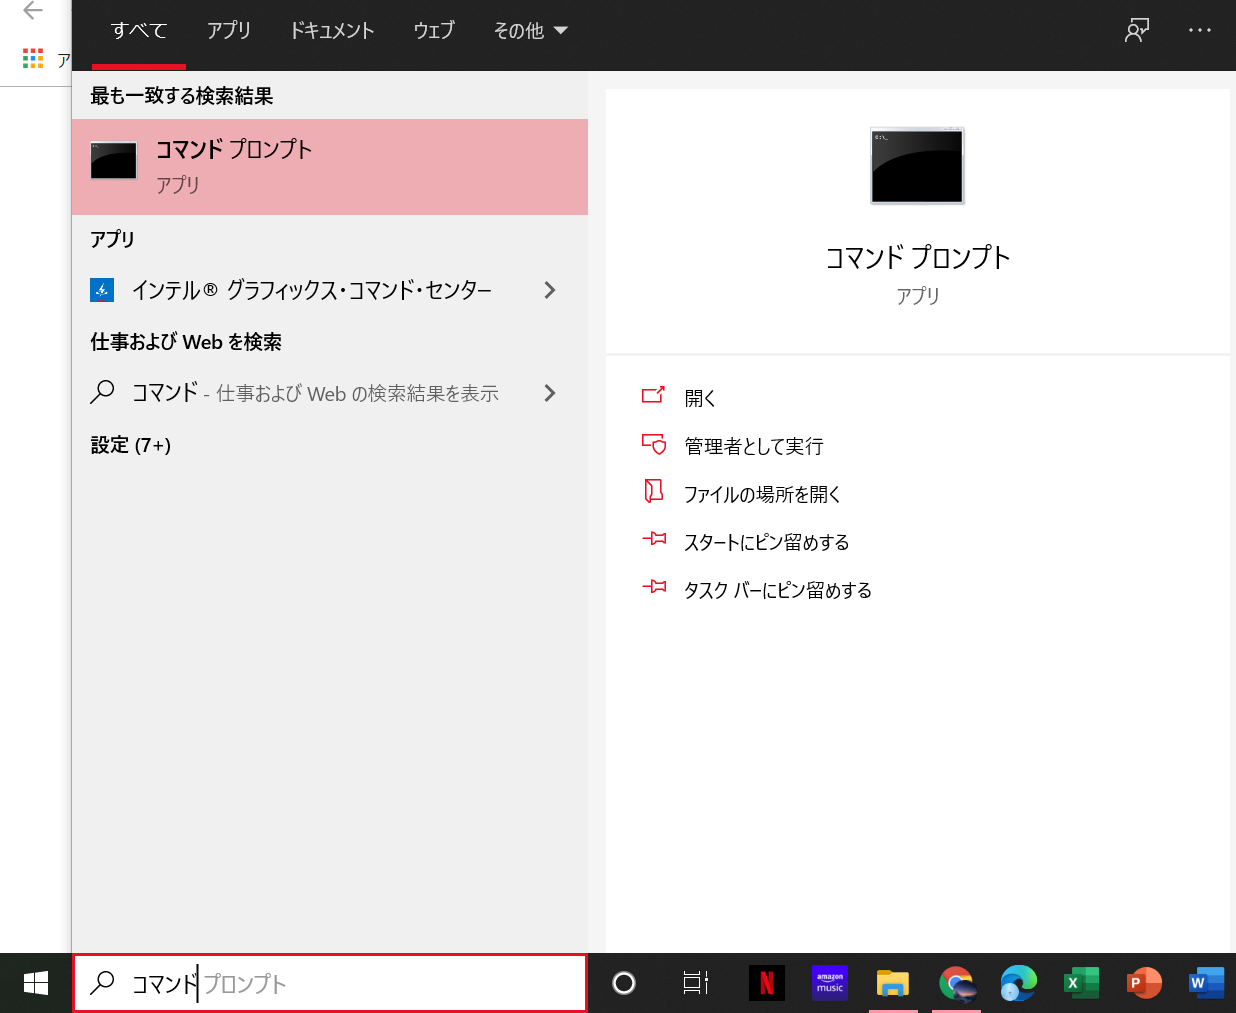 すべて アプリ ドキュメント ウェブ その他
ア
最も一致する検索結果
コマンド プロンプト
アプリ
アプリ
インテル® グラフィックス・コマンド・センター
仕事および Web を検索
コマンド - 仕事および Web の検索結果を表示
設定 (7+)
コマンド プロンプト
アプリ
開く
管理者として実行
ファイルの場所を開く
スタートにピン留めする
タスク バーにピン留めする
コマンド プロンプト
N
amazon
music
X
P
W